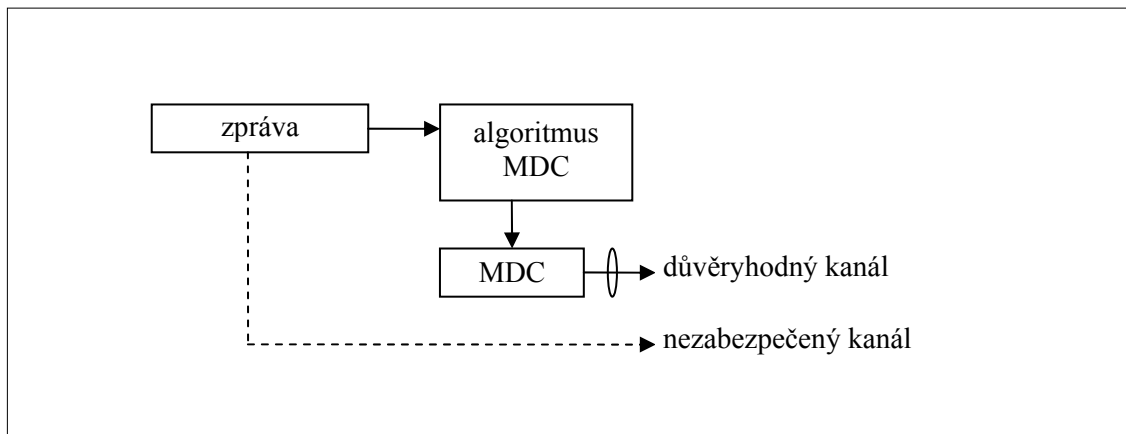 zpráva
algoritmus
MDC
MDC
důvěryhodný kanál
nezabezpečený kanál